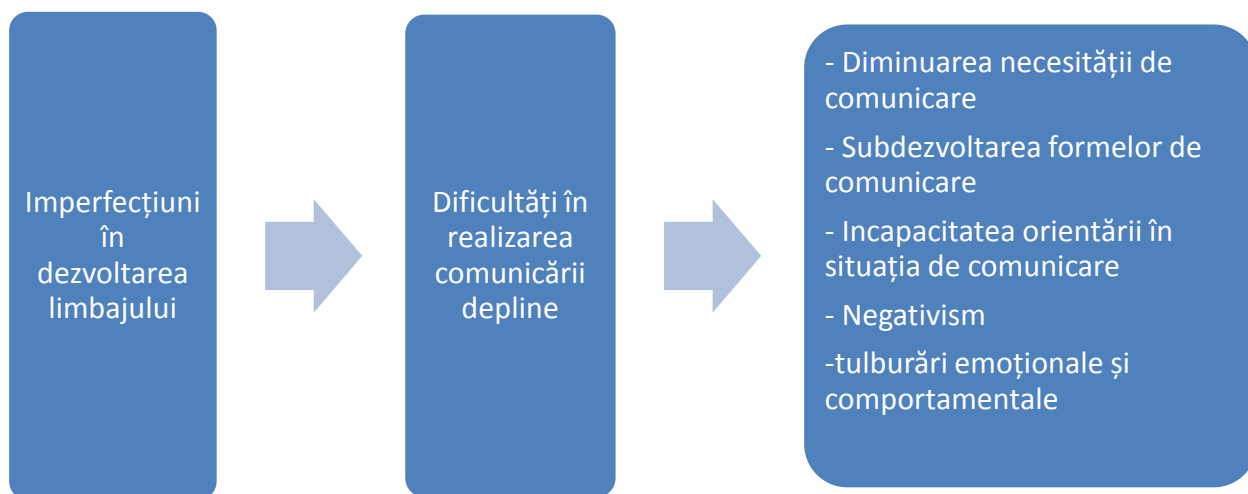 Imperfecțiuni
în
dezvoltarea
limbajului
Dificultăți în
realizarea
comunicării
depline
- Diminuarea necesității de
comunicare
- Subdezvoltarea formelor de
comunicare
- Incapacitatea orientării în
situația de comunicare
- Negativism
-tulburări emoționale și
comportamentale